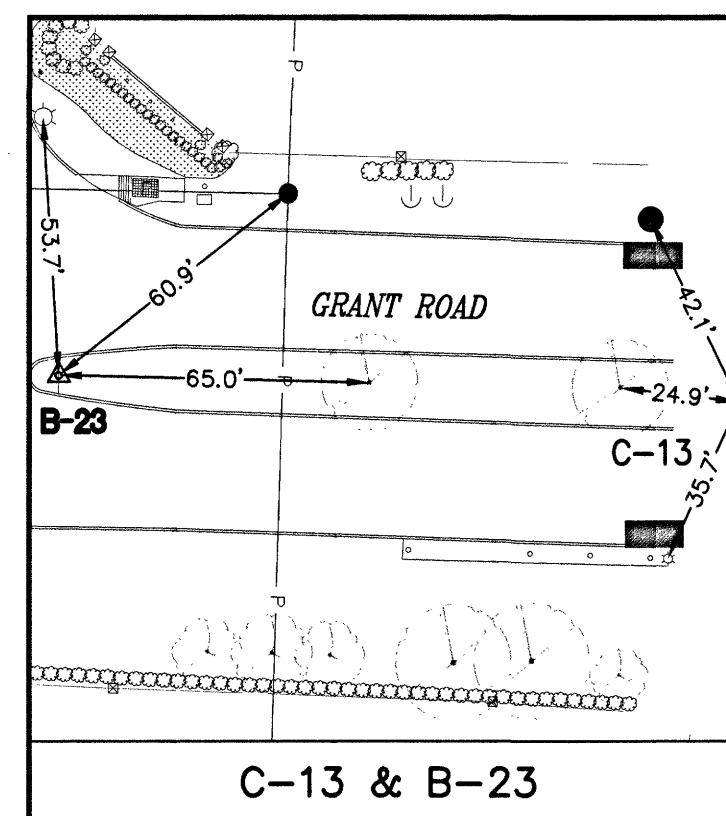 P
53.7'
60.9'
42.1'
GRANT ROAD
65.0'
P
24.9'
B-23
C-13
35.7'
P
C-13 & B-23